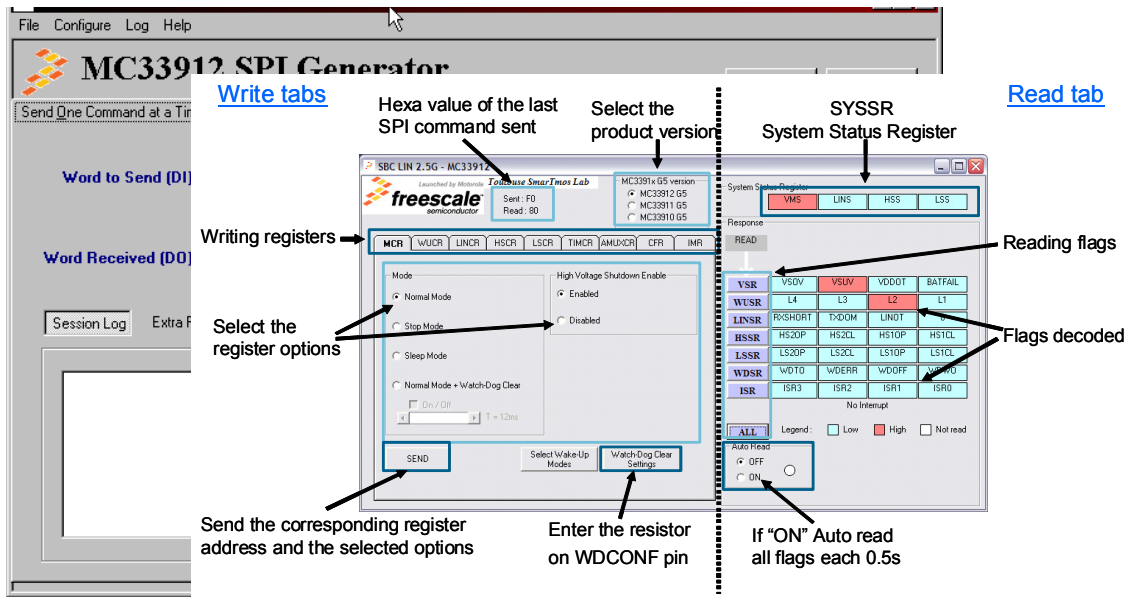 File Configure Log Help
MC33912 SPI Generator
Send One Command at a Tim
Word to Send (DI)
Word Received (DO)
Session Log Extra
Write tabs
Read tab
Hexa value of the last
SPI command sent
Select the
product version
SYSSR
System Status Register
SBC LIN 2.5G - MC33912
Launched by Motorola
freescale
semiconductor
Toulouse SmarTmos Lab
Sent : F0
Read : 80
MC3391x G5 version
MC33912 G5
MC33911 G5
MC33910 G5
System Status Register
VMS LINS HSS LSS
Writing registers
MCR WUCR LINCR HSCR LSCR TIMCR AMUXCR CFR IMR
Response
READ
Reading flags
Mode
Normal Mode
Stop Mode
Sleep Mode
Normal Mode + Watch-Dog Clear
On / Off
T = 12ms
High Voltage Shutdown Enable
Enabled
Disabled
Select the
register options
VSR VSOV VSUV VDDOT BATFAIL
WUSR L4 L3 L2 L1
LINSR RXSHORT TXDOM LINOT 0
HSSR HS2OP HS2CL HS1OP HS1CL
LSSR LS2OP LS2CL LS1OP LS1CL
WDSR WDTO WDERR WDOFF WDWO
ISR ISR3 ISR2 ISR1 ISR0
No Interrupt
Flags decoded
ALL Legend : Low High Not read
SEND
Select Wake-Up
Modes
Watch-Dog Clear
Settings
Auto Read
OFF
ON
Send the corresponding register
address and the selected options
Enter the resistor
on WDCONF pin
If “ON” Auto read
all flags each 0.5s